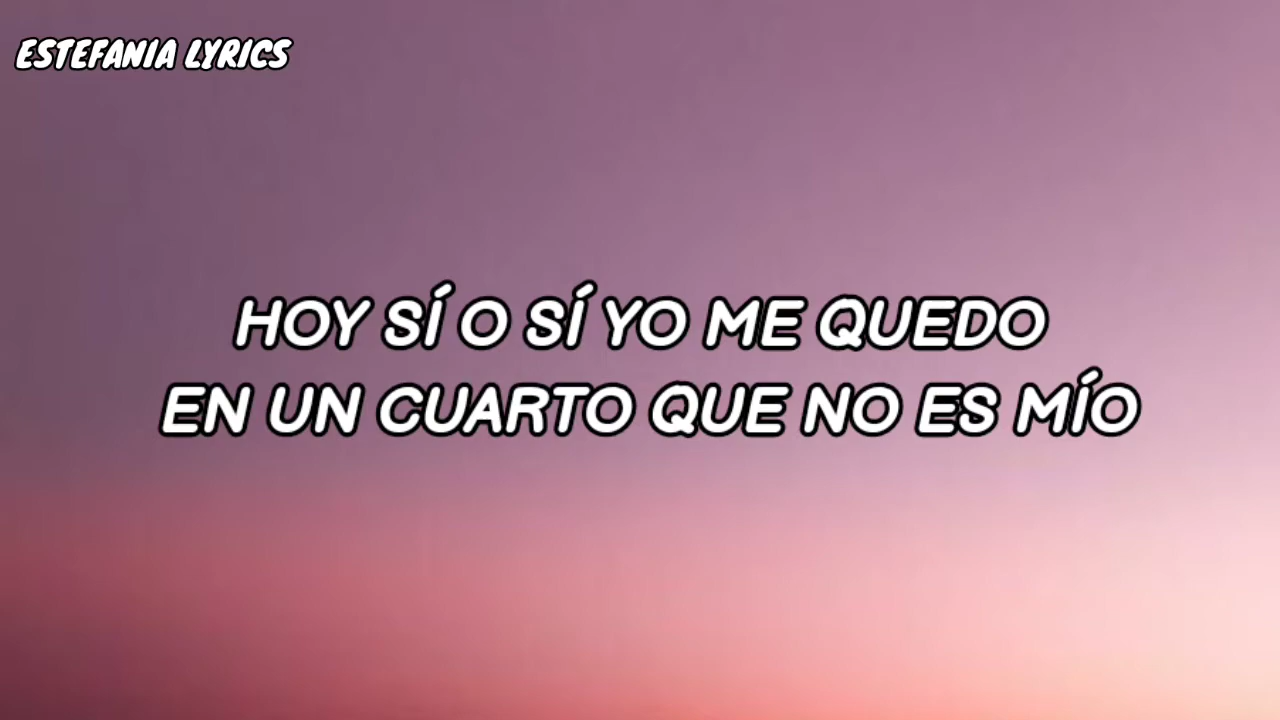 ESTEFANIA LYRICS
HOY SÍ O SÍ YO ME QUEDO
EN UN CUARTO QUE NO ES MÍO